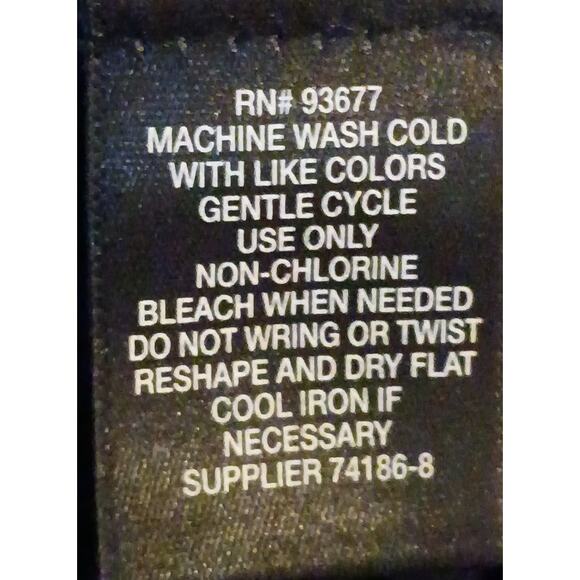 RN# 93677
MACHINE WASH COLD
WITH LIKE COLORS
GENTLE CYCLE
USE ONLY
NON-CHLORINE
BLEACH WHEN NEEDED
DO NOT WRING OR TWIST
RESHAPE AND DRY FLAT
COOL IRON IF
NECESSARY
SUPPLIER 74186-8